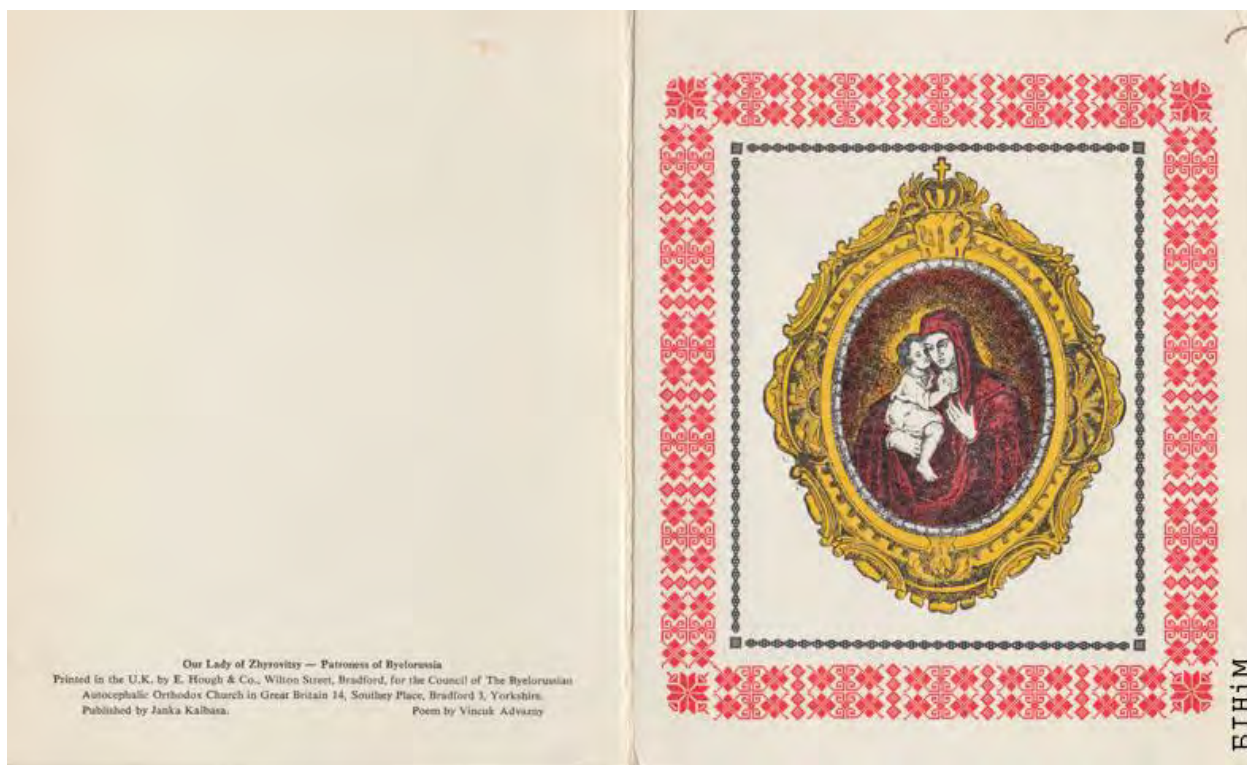 Our Lady of Zhyrovitsy — Patroness of Byelorussia
Printed in the U.K. by E. Hough & Co., Wilton Street, Bradford, for the Council of The Byelorussian
Autocephalic Orthodox Church in Great Britain 14, Southey Place, Bradford 3, Yorkshire.
Published by Janka Kalbasa. Poem by Vincuk Advazny
БІНіМ